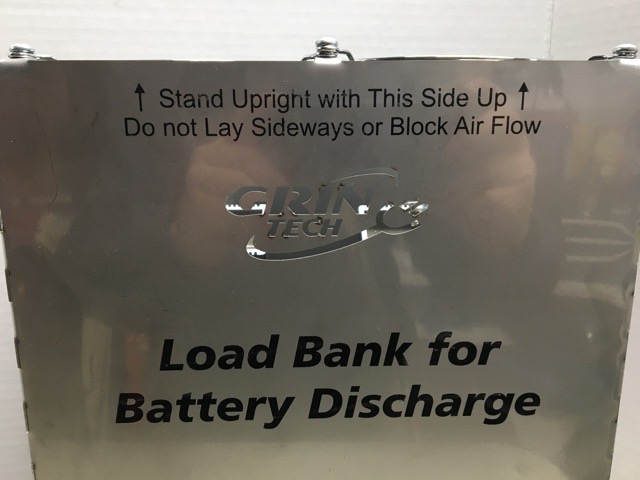 ↑ Stand Upright with This Side Up ↑
Do not Lay Sideways or Block Air Flow
GRIN
TECH
Load Bank for
Battery Discharge